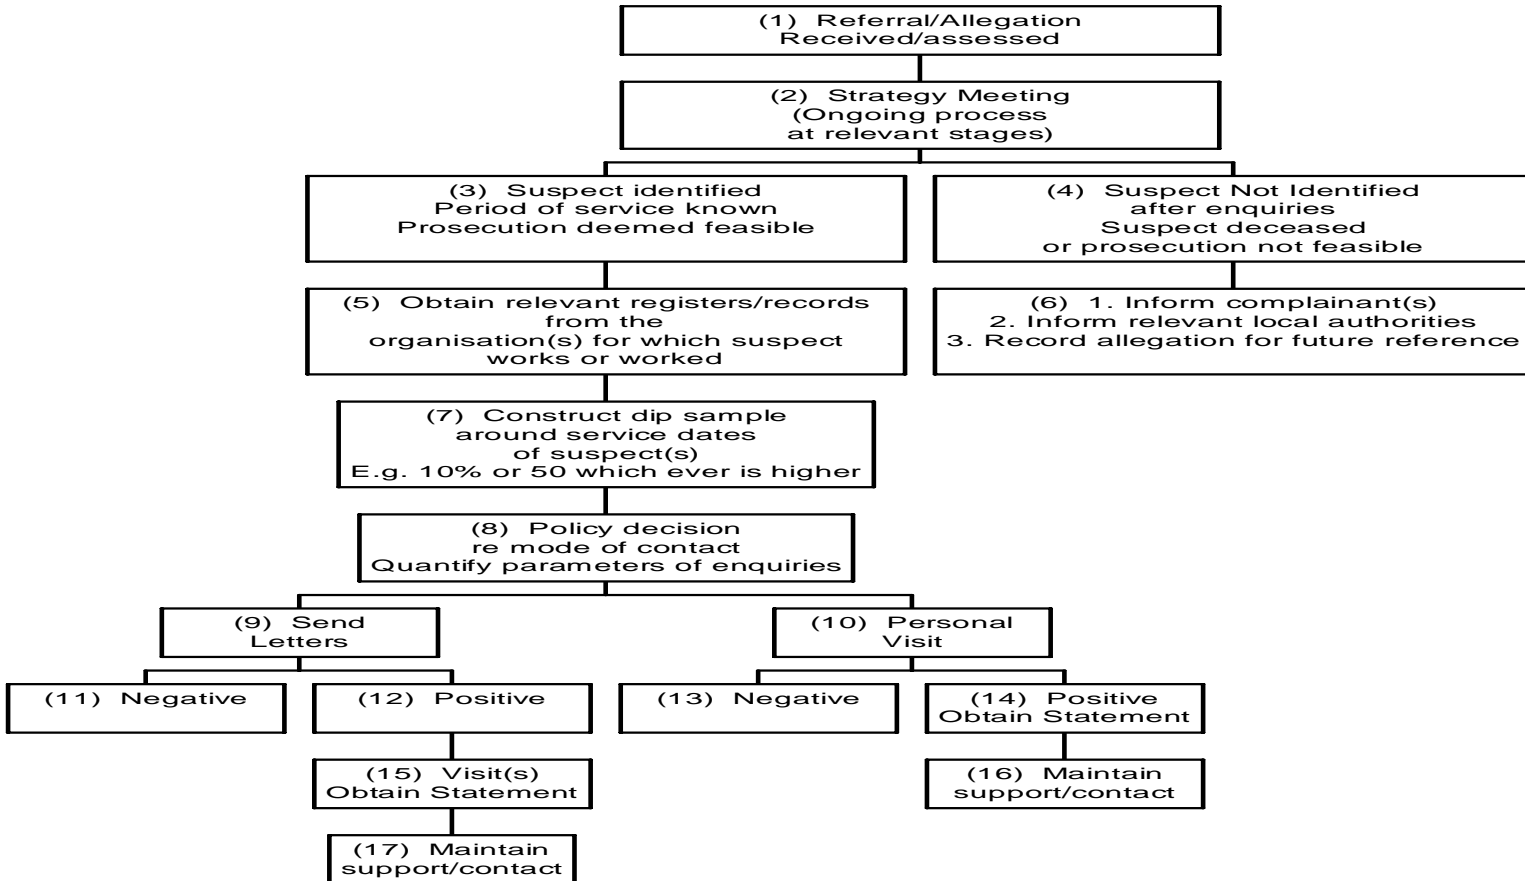 (1) Referral/Allegation
Received/assessed
(2) Strategy Meeting
(Ongoing process
at relevant stages)
(3) Suspect identified
Period of service known
Prosecution deemed feasible
(4) Suspect Not Identified
after enquiries
Suspect deceased
or prosecution not feasible
(5) Obtain relevant registers/records
from the
organisation(s) for which suspect
works or worked
(6) 1. Inform complainant(s)
2. Inform relevant local authorities
3. Record allegation for future reference
(7) Construct dip sample
around service dates
of suspect(s)
E.g. 10% or 50 which ever is higher
(8) Policy decision
re mode of contact
Quantify parameters of enquiries
(9) Send
Letters
(10) Personal
Visit
(11) Negative
(12) Positive
(13) Negative
(14) Positive
Obtain Statement
(15) Visit(s)
Obtain Statement
(16) Maintain
support/contact
(17) Maintain
support/contact